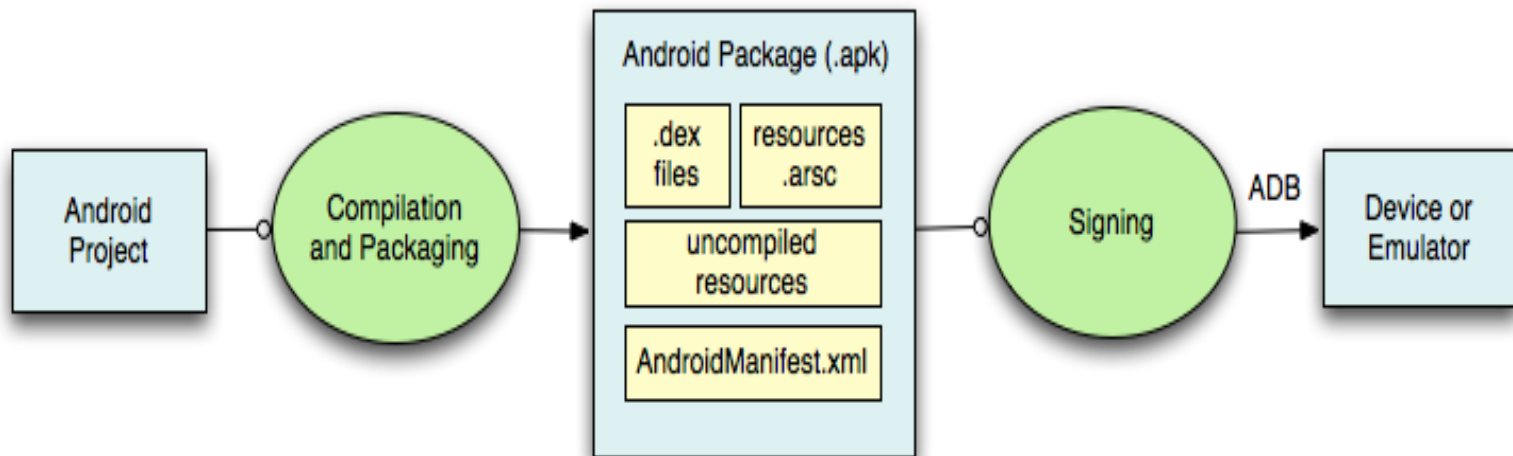 Android
Project
Compilation
and Packaging
Android Package (.apk)
.dex
files
resources
.arsc
uncompiled
resources
AndroidManifest.xml
Signing
ADB
Device or
Emulator